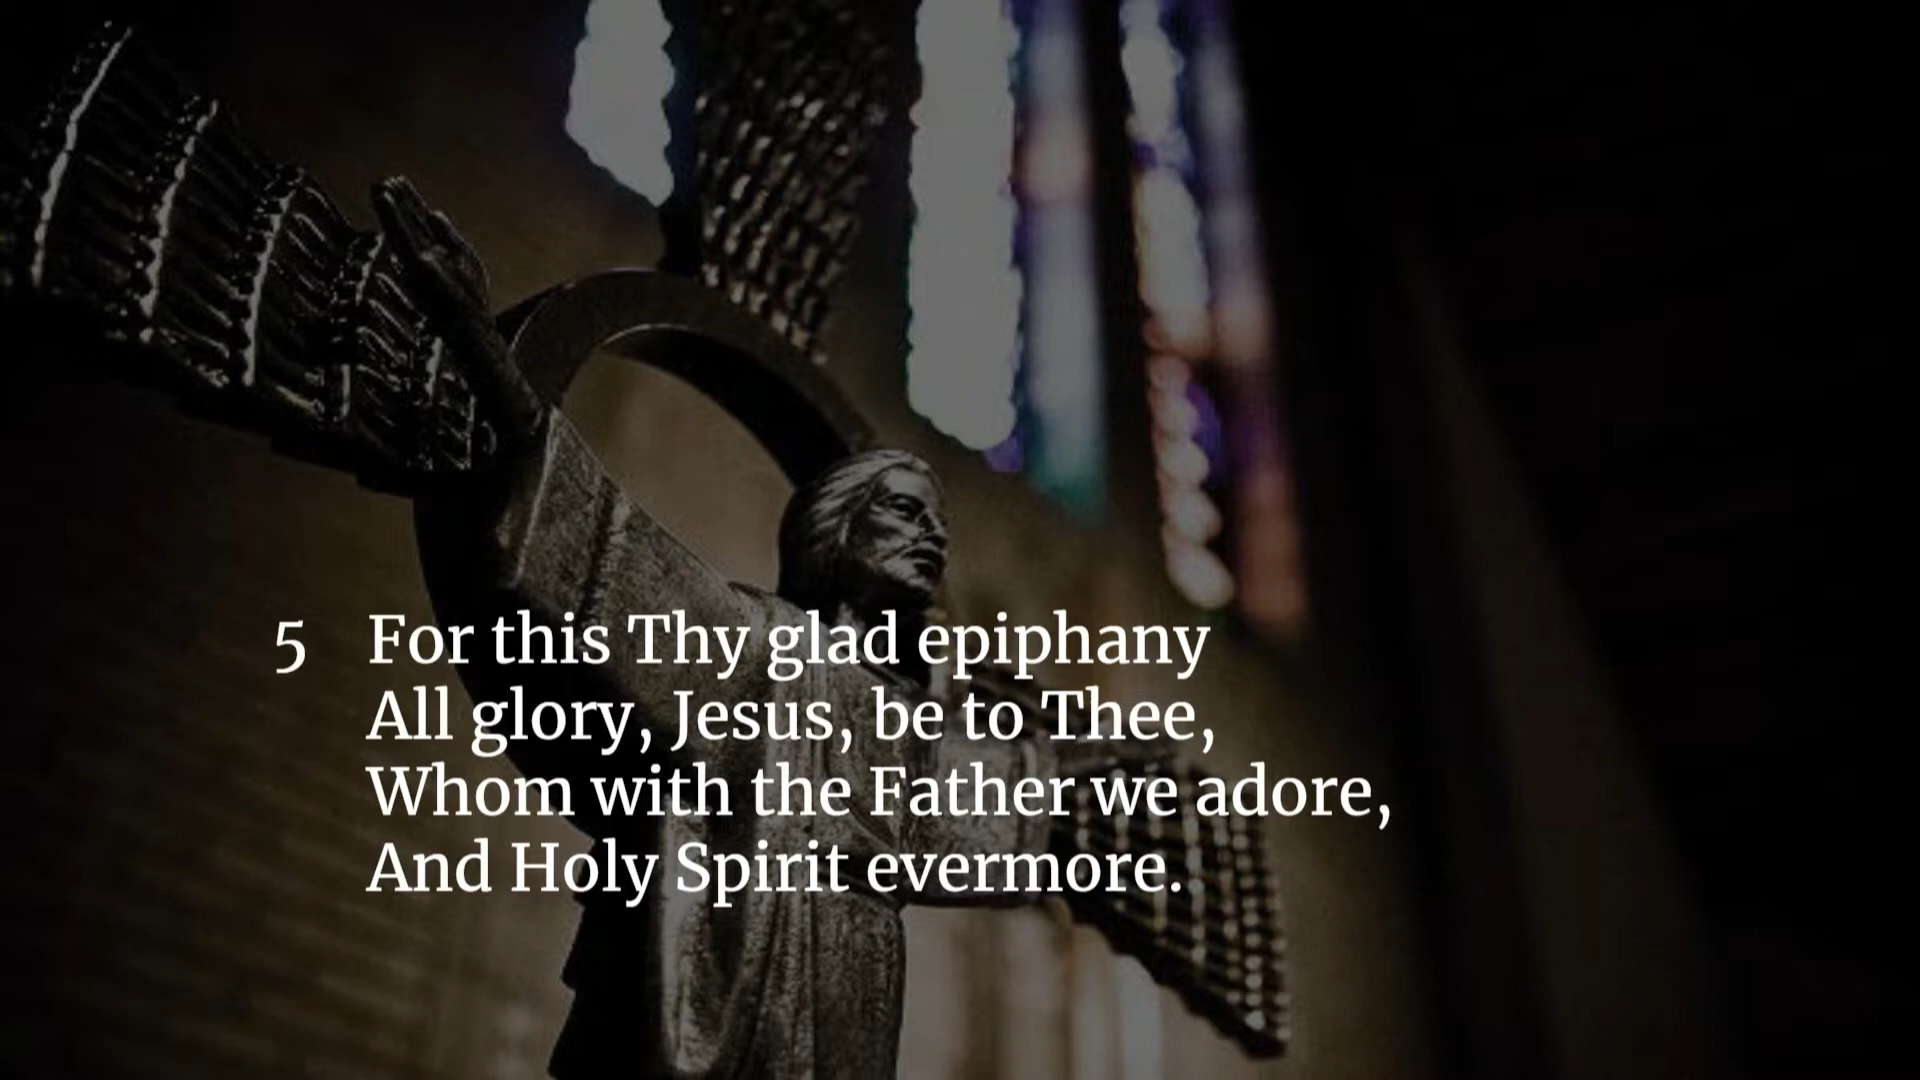 5 For this Thy glad epiphany
All glory, Jesus, be to Thee,
Whom with the Father we adore,
And Holy Spirit evermore.